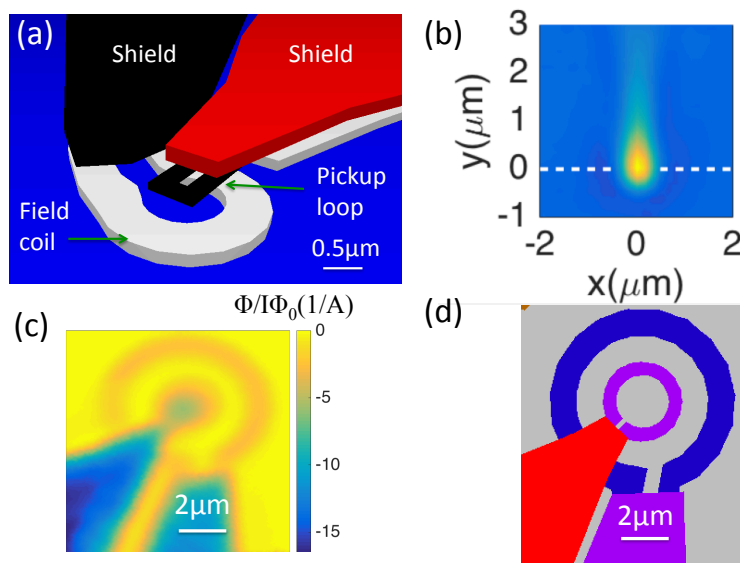 (a)
Shield
Shield
Pickup
loop
Field
coil
0.5μm
(b)
3
2
1
0
-1
y(μm)
-2
0
2
x(μm)
(c)
Φ/IΦ₀(1/A)
0
-5
-10
-15
2μm
(d)
2μm